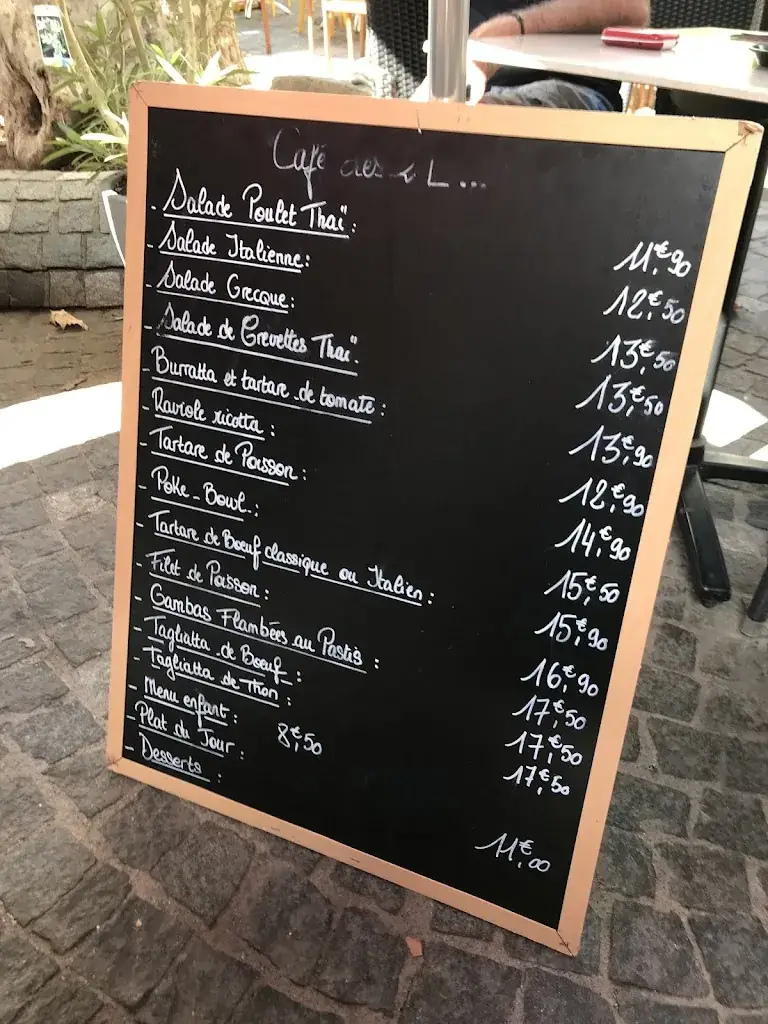 Café des 2 L...
- Salade Poulet Thaï : 11,€90
- Salade Italienne : 12,€50
- Salade Grecque : 13,€50
- Salade de Crevettes Thaï : 13,€50
- Burratta et tartare de tomate : 13,€90
- Raviole ricotta : 12,€90
- Tartare de Poisson : 14,€90
- Poke-Bowl : 15,€50
- Tartare de Boeuf classique ou Italien : 15,€90
- Filet de Poisson : 16,€90
- Gambas Flambées au Pastis : 17,€50
- Tagliatta de Boeuf : 17,€50
- Tagliatta de Thon : 17,€50
- Menu enfant : 8,€50
- Plat du Jour : 11,€00
- Desserts :